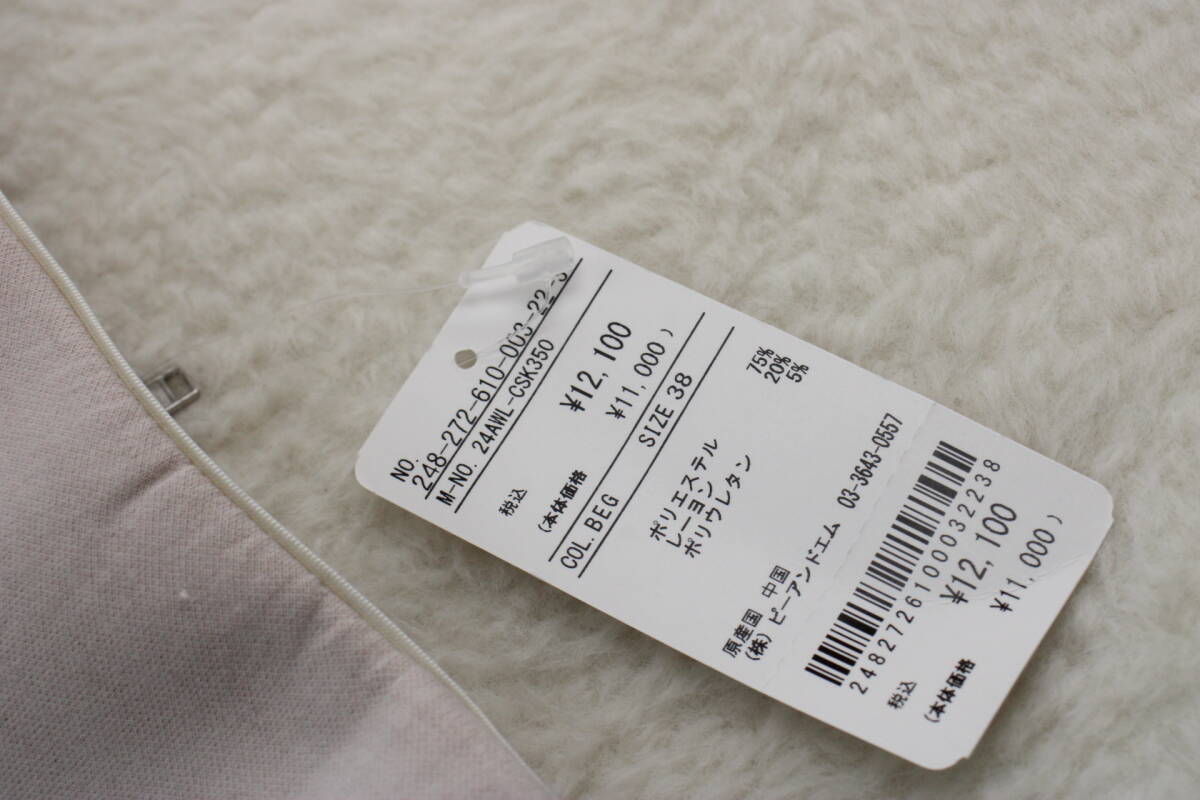 NO.
248-272-610-003-22-3
M-NO. 24AWL-CSK350
税込 ¥12,100
(本体価格 ¥11,000 )
COL. BEG SIZE 38
ポリエステル 75%
レーヨン 20%
ポリウレタン 5%
原産国 中国
(株) ピーアンドエム 03-3643-0557
2482726100032238
税込 ¥12,100
(本体価格 ¥11,000 )